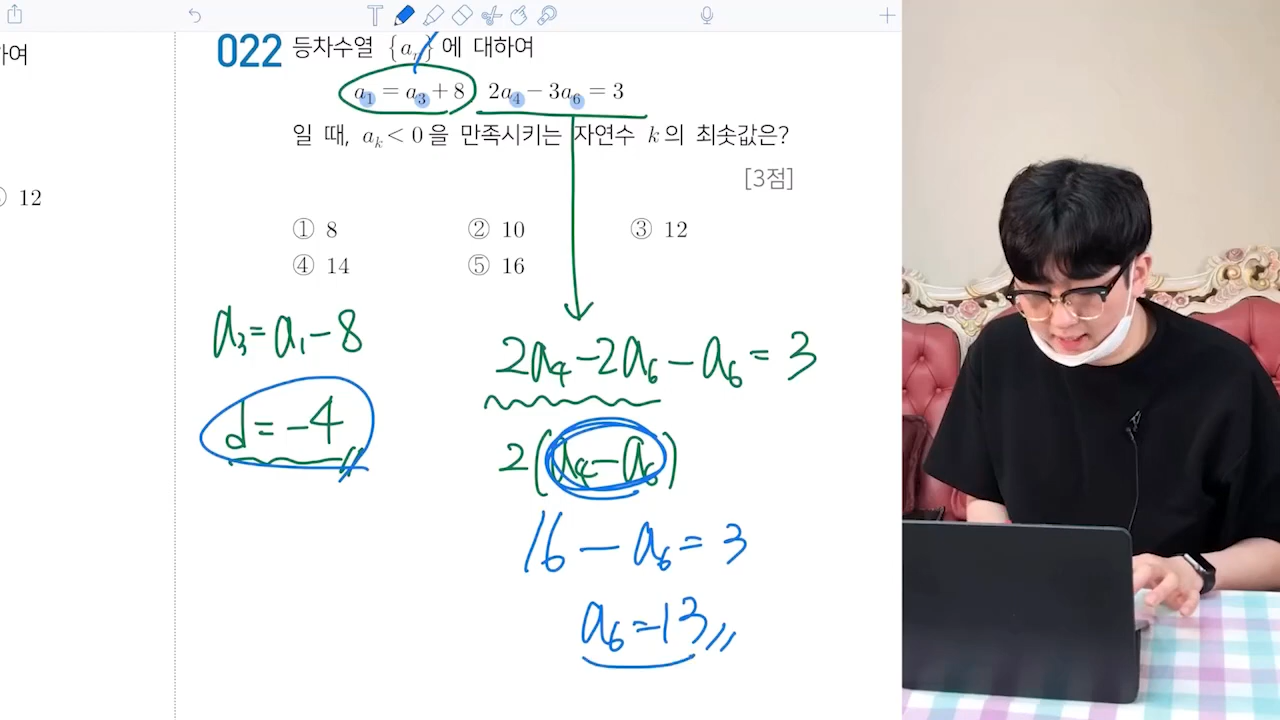 하여
12
022 등차수열 {aₙ}에 대하여
a₁ = a₃ + 8 2a₄ − 3a₆ = 3
일 때, aₖ < 0을 만족시키는 자연수 k의 최솟값은?
[3점]
① 8 ② 10 ③ 12
④ 14 ⑤ 16
a₃ = a₁ − 8
d = −4
2a₄ − 2a₆ − a₆ = 3
2(a₄ − a₆)
16 − a₆ = 3
a₆ = 13